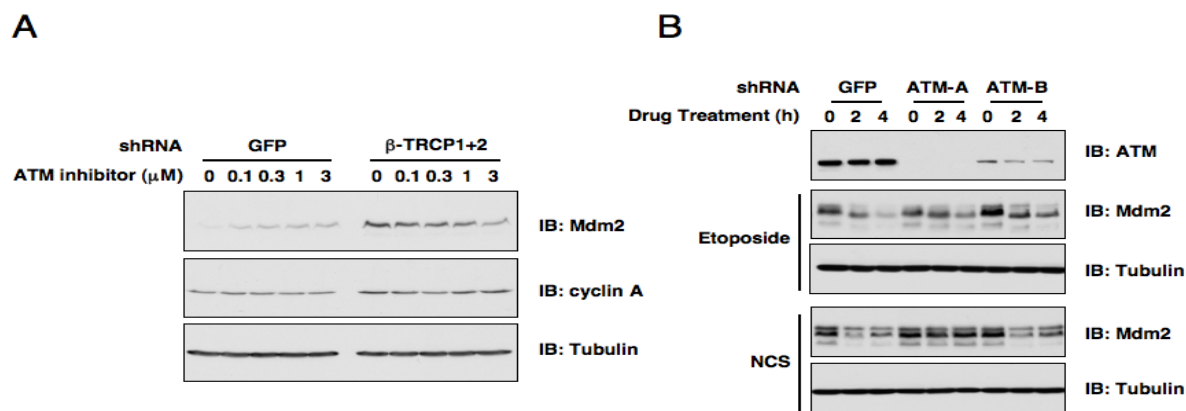 A
shRNA GFP β-TRCP1+2
ATM inhibitor (μM) 0 0.1 0.3 1 3 0 0.1 0.3 1 3
IB: Mdm2
IB: cyclin A
IB: Tubulin
B
shRNA GFP ATM-A ATM-B
Drug Treatment (h) 0 2 4 0 2 4 0 2 4
IB: ATM
Etoposide
IB: Mdm2
IB: Tubulin
NCS
IB: Mdm2
IB: Tubulin